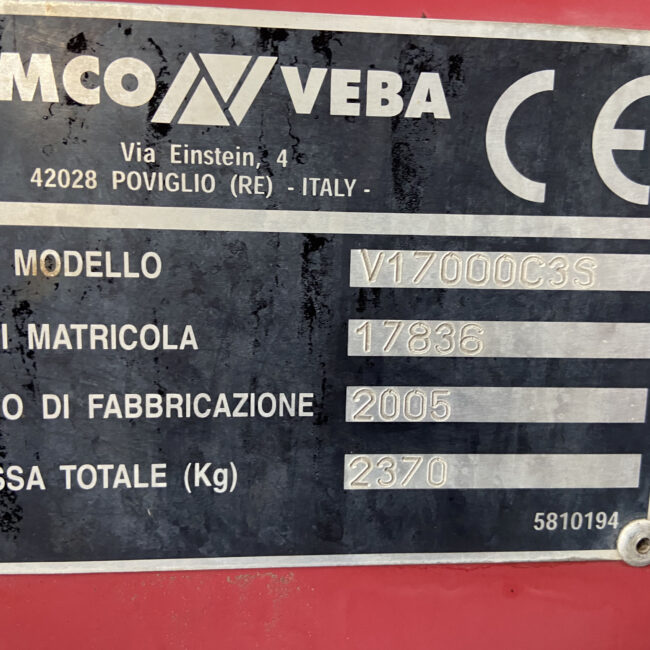 MCO VEBA
CE
Via Einstein, 4
42028 POVIGLIO (RE) - ITALY -
MODELLO V17000C3S
I MATRICOLA 17836
O DI FABBRICAZIONE 2005
SSA TOTALE (Kg) 2370
5810194